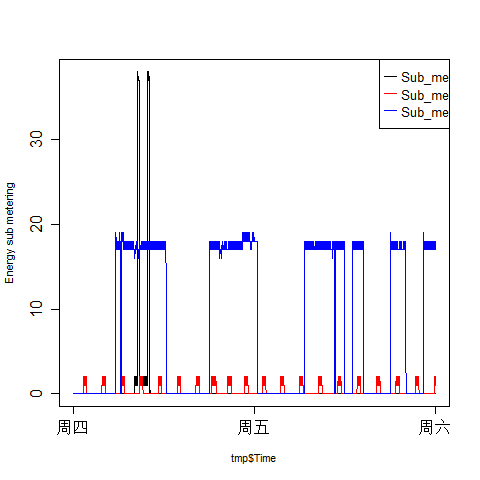 Sub_me
Sub_me
Sub_me
Energy sub metering
0
10
20
30
周四
周五
周六
tmp$Time